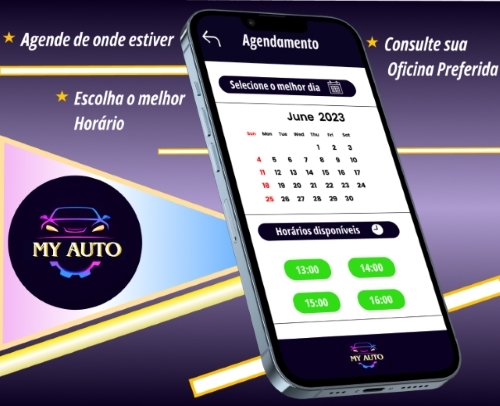 Agende de onde estiver
Escolha o melhor
Horário
Consulte sua
Oficina Preferida
MY AUTO
Agendamento
Selecione o melhor dia
June 2023
Sun Mon Tue Wed Thu Fri Sat
1 2 3
4 5 6 7 8 9 10
11 12 13 14 15 16 17
18 19 20 21 22 23 24
25 26 27 28 29 30
Horários disponíveis
13:00 14:00
15:00 16:00
MY AUTO